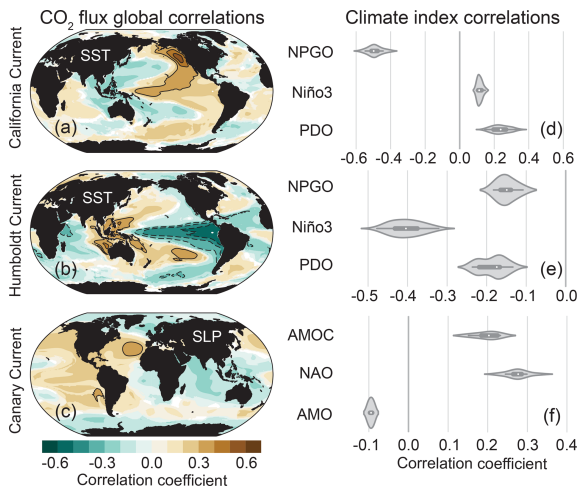 CO2 flux global correlations
Climate index correlations
California Current
SST
(a)
NPGO
Niño3
PDO
(d)
-0.6 -0.4 0.0 0.2 0.4 0.6
Humboldt Current
SST
(b)
NPGO
Niño3
PDO
(e)
-0.5 -0.4 -0.3 -0.2 -0.1 0.0
Canary Current
SLP
(c)
AMOC
NAO
AMO
(f)
-0.1 0.0 0.1 0.2 0.3 0.4
-0.6 -0.3 0.0 0.3 0.6
Correlation coefficient
Correlation coefficient